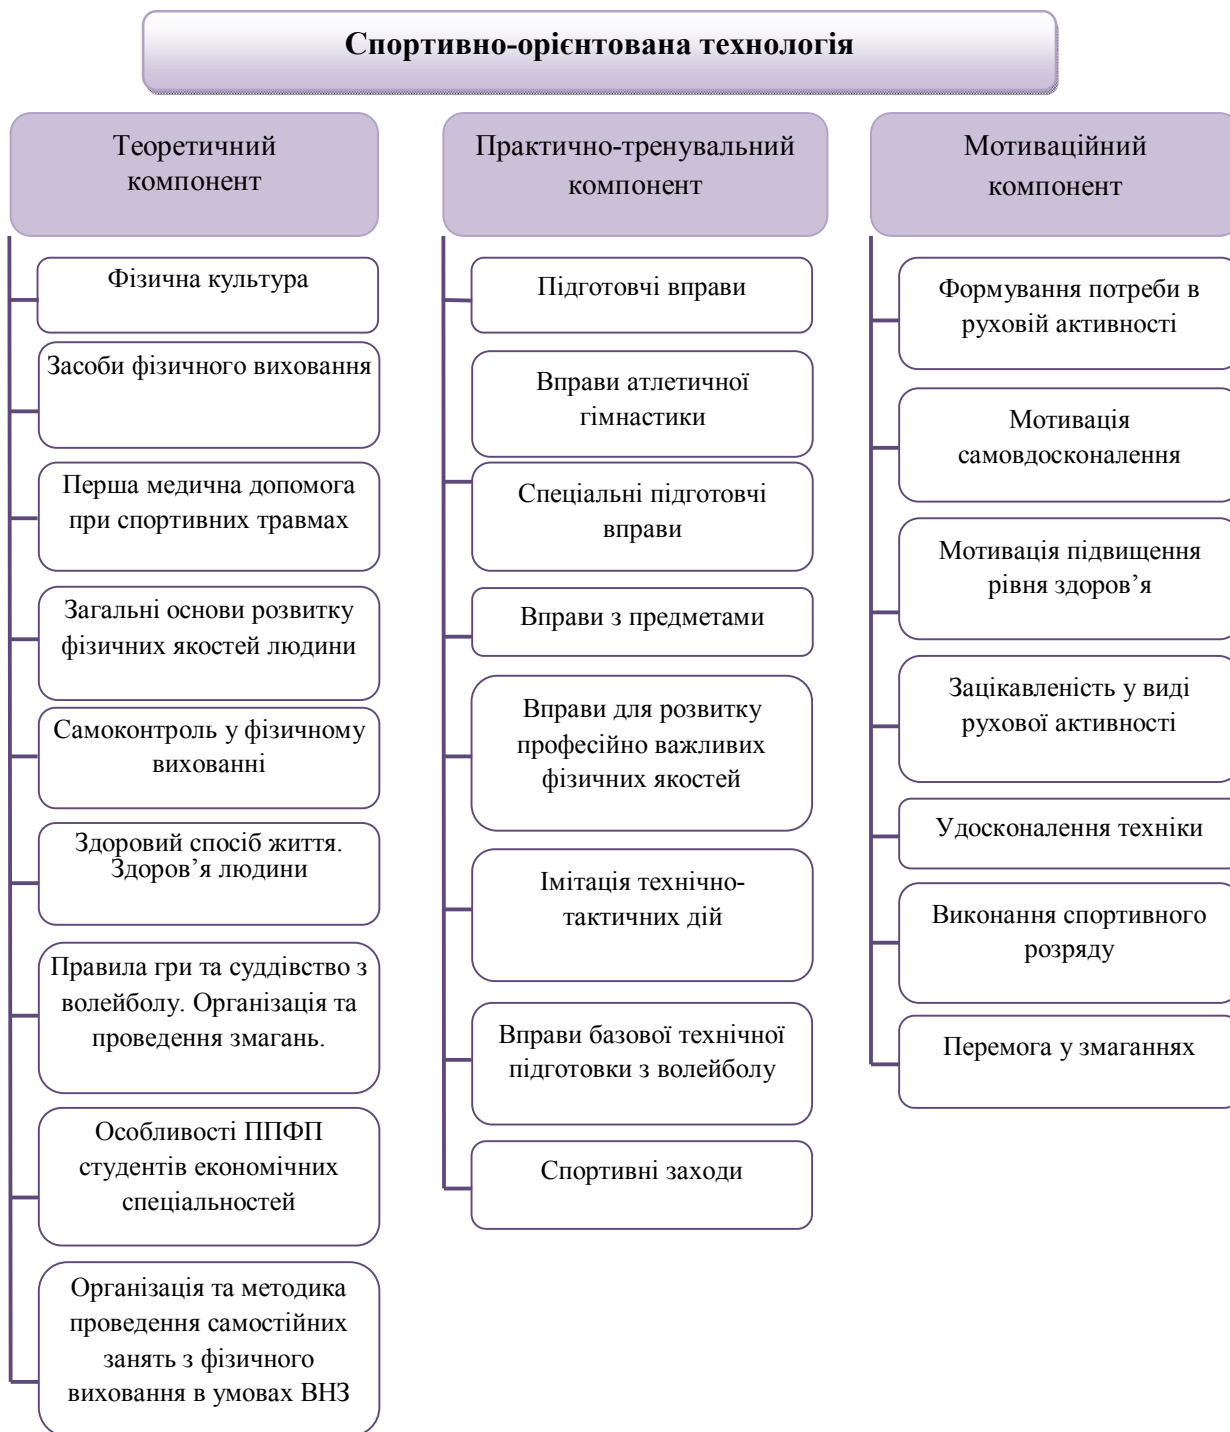 Спортивно-орієнтована технологія
Теоретичний
компонент
Фізична культура
Засоби фізичного виховання
Перша медична допомога
при спортивних травмах
Загальні основи розвитку
фізичних якостей людини
Самоконтроль у фізичному
вихованні
Здоровий спосіб життя.
Здоров’я людини
Правила гри та суддівство з
волейболу. Організація та
проведення змагань.
Особливості ППФП
студентів економічних
спеціальностей
Організація та методика
проведення самостійних
занять з фізичного
виховання в умовах ВНЗ
Практично-тренувальний
компонент
Підготовчі вправи
Вправи атлетичної
гімнастики
Спеціальні підготовчі
вправи
Вправи з предметами
Вправи для розвитку
професійно важливих
фізичних якостей
Імітація технічно-
тактичних дій
Вправи базової технічної
підготовки з волейболу
Спортивні заходи
Мотиваційний
компонент
Формування потреби в
руховій активності
Мотивація
самовдосконалення
Мотивація підвищення
рівня здоров’я
Зацікавленість у виді
рухової активності
Удосконалення техніки
Виконання спортивного
розряду
Перемога у змаганнях